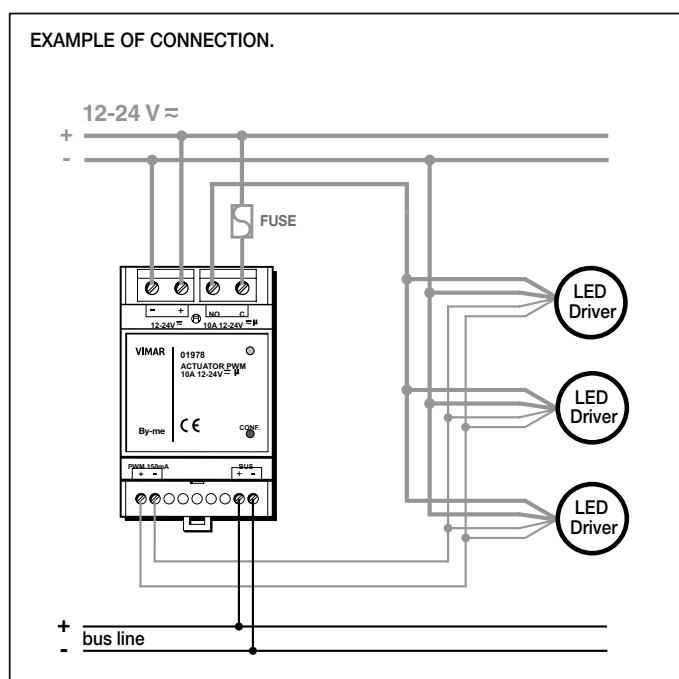 EXAMPLE OF CONNECTION.
12-24 V ⎓
+
-
FUSE
- +
NO C
12-24V ⎓ 10A 12-24V ⎓ µ
VIMAR
01978
ACTUATOR PWM
10A 12-24V ⎓ µ
By-me
CE
CONF.
PWM 150mA BUS
+ - + -
LED
Driver
LED
Driver
LED
Driver
+
bus line
-